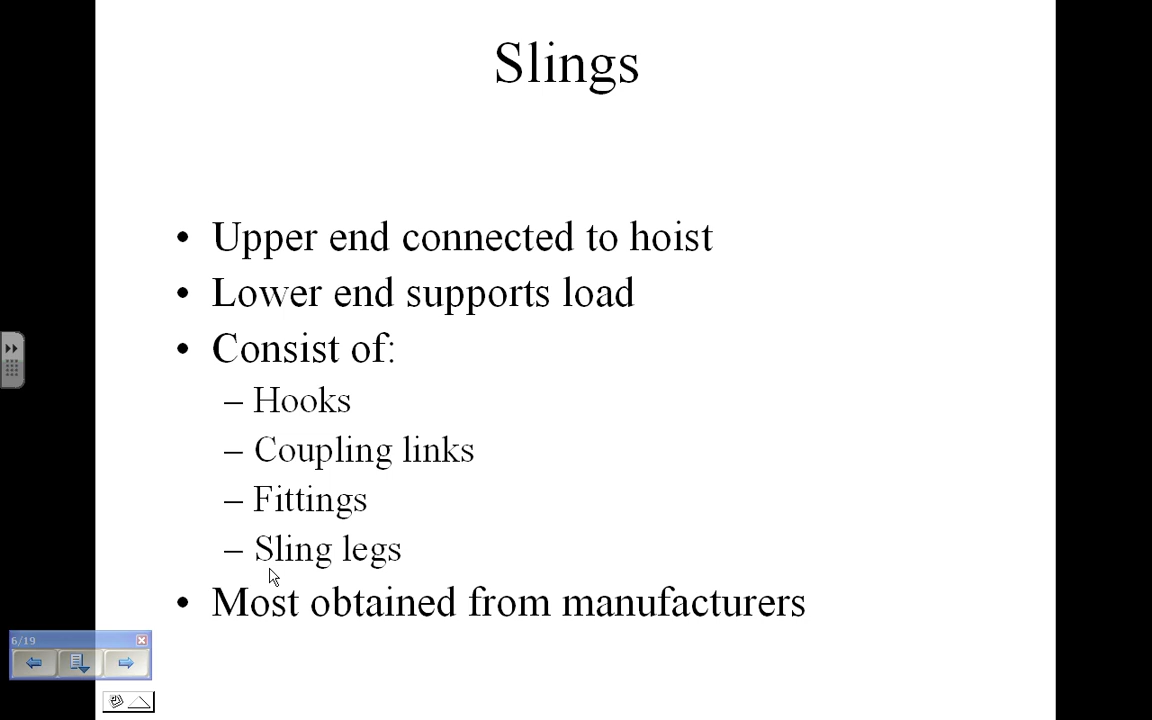 Slings
• Upper end connected to hoist
• Lower end supports load
• Consist of:
– Hooks
– Coupling links
– Fittings
– Sling legs
• Most obtained from manufacturers
6/19